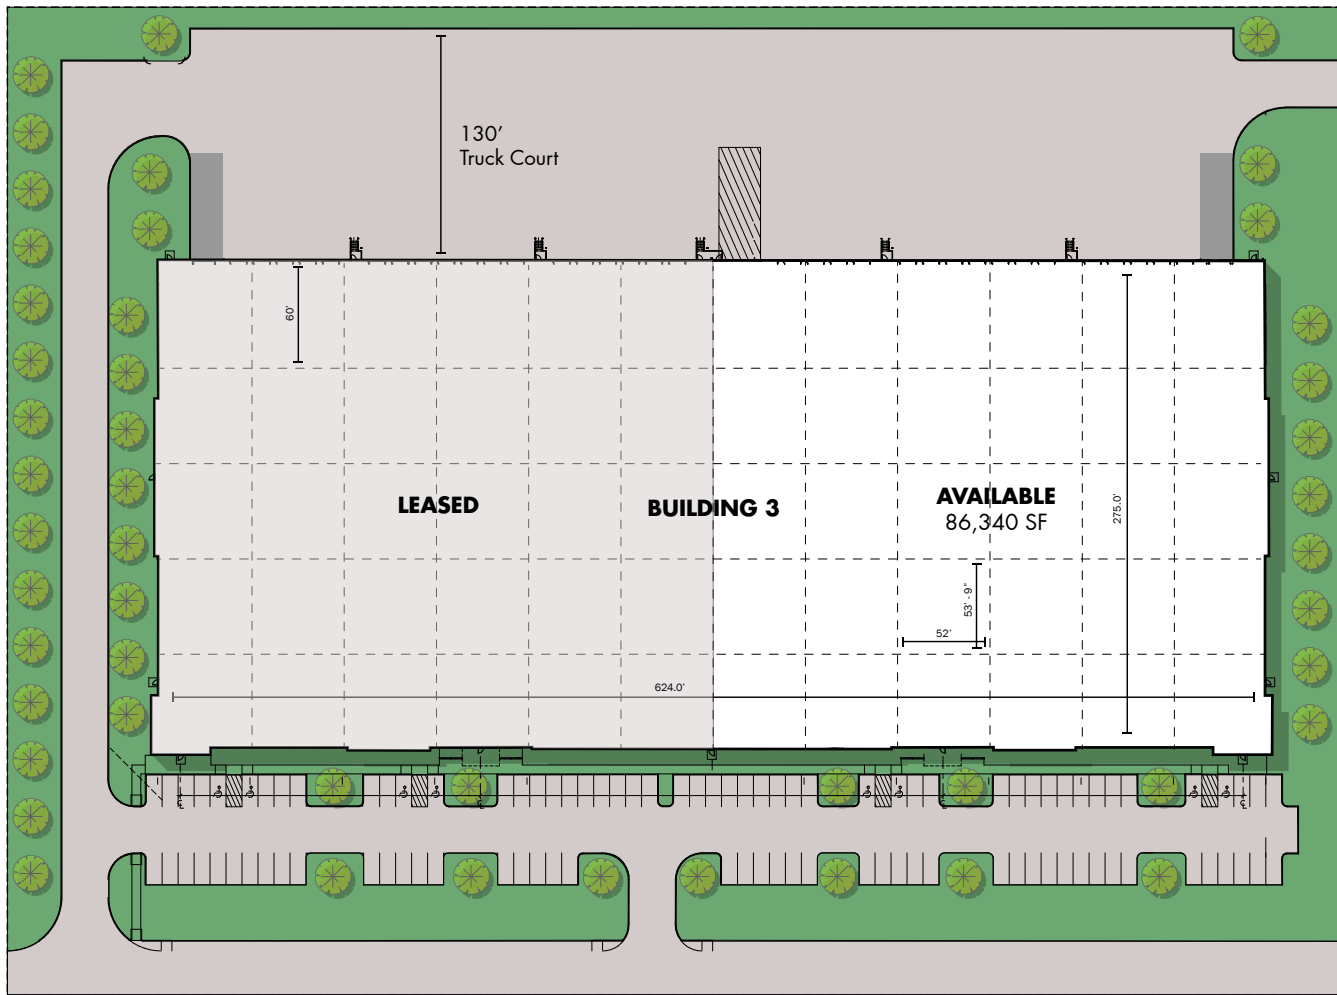 130’
Truck Court
60’
LEASED
BUILDING 3
AVAILABLE
86,340 SF
275.0’
53’ - 9”
52’
624.0’